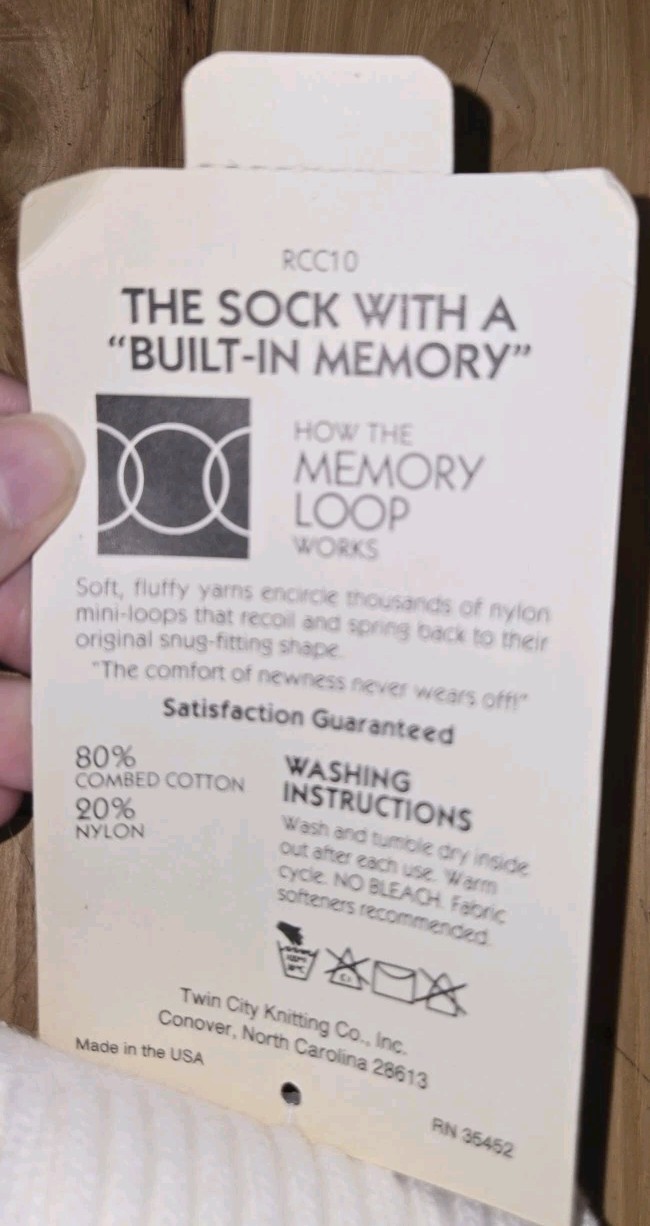 RCC10
THE SOCK WITH A
“BUILT-IN MEMORY”
HOW THE
MEMORY
LOOP
WORKS
Soft, fluffy yarns encircle thousands of nylon
mini-loops that recoil and spring back to their
original snug-fitting shape.
"The comfort of newness never wears off!"
Satisfaction Guaranteed
80%
COMBED COTTON
20%
NYLON
WASHING
INSTRUCTIONS
Wash and tumble dry inside
out after each use. Warm
cycle. NO BLEACH. Fabric
softeners recommended.
Twin City Knitting Co., Inc.
Conover, North Carolina 28613
Made in the USA
RN 35452